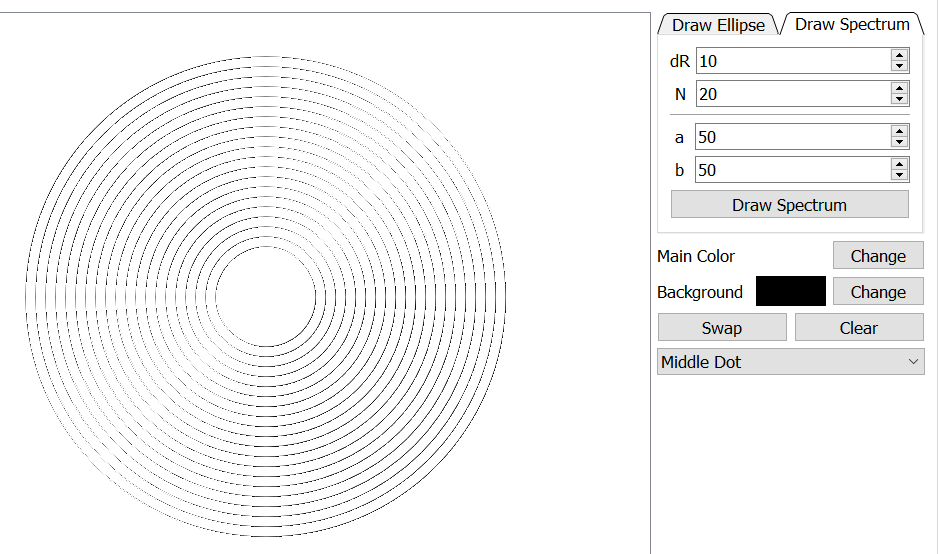 Draw Ellipse Draw Spectrum
dR 10
N 20
a 50
b 50
Draw Spectrum
Main Color Change
Background Change
Swap Clear
Middle Dot